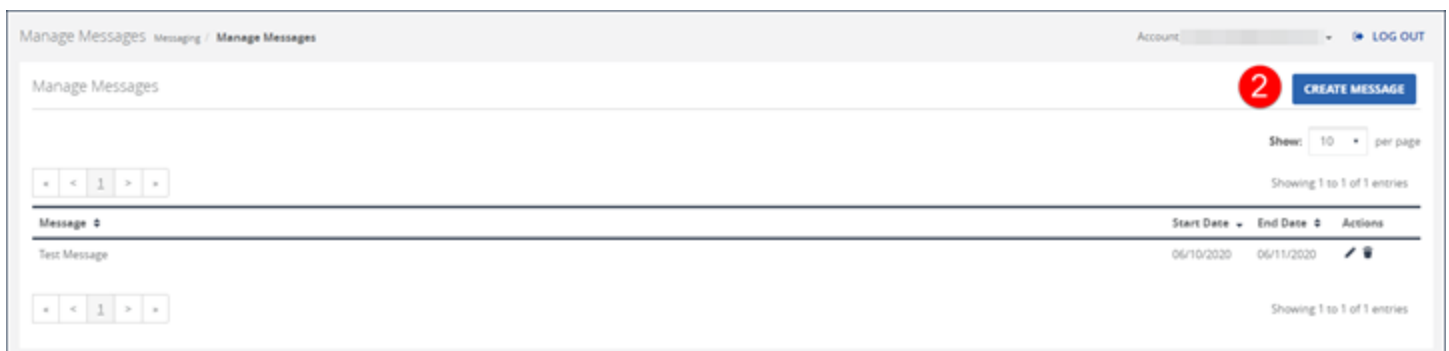 Manage Messages Messaging / Manage Messages Account LOG OUT
Manage Messages 2 CREATE MESSAGE
Show: 10 per page
« < 1 > » Showing 1 to 1 of 1 entries
Message Start Date End Date Actions
Test Message 06/10/2020 06/11/2020
« < 1 > » Showing 1 to 1 of 1 entries